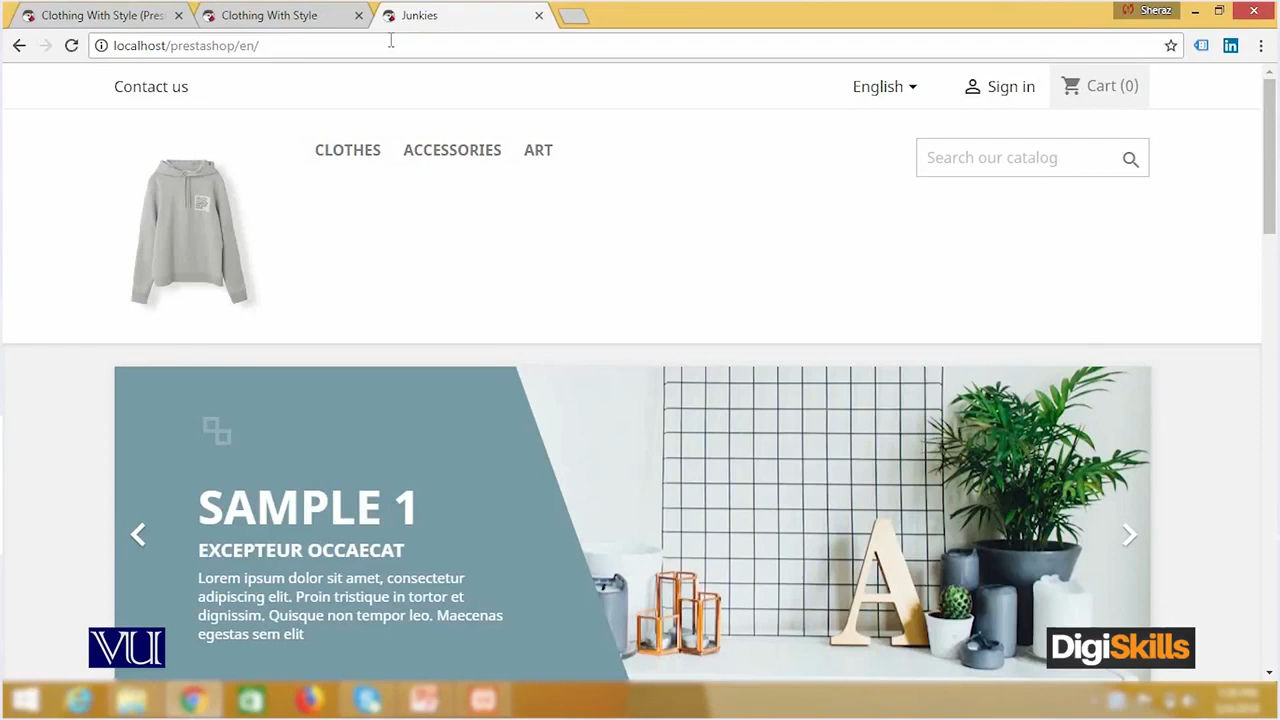 Clothing With Style (Pres
Clothing With Style
Junkies
Sheraz
localhost/prestashop/en/
Contact us
English
Sign in
Cart (0)
CLOTHES
ACCESSORIES
ART
Search our catalog
SAMPLE 1
EXCEPTEUR OCCAECAT
Lorem ipsum dolor sit amet, consectetur
adipiscing elit. Proin tristique in tortor et
dignissim. Quisque non tempor leo. Maecenas
egestas sem elit
A
VU
DigiSkills